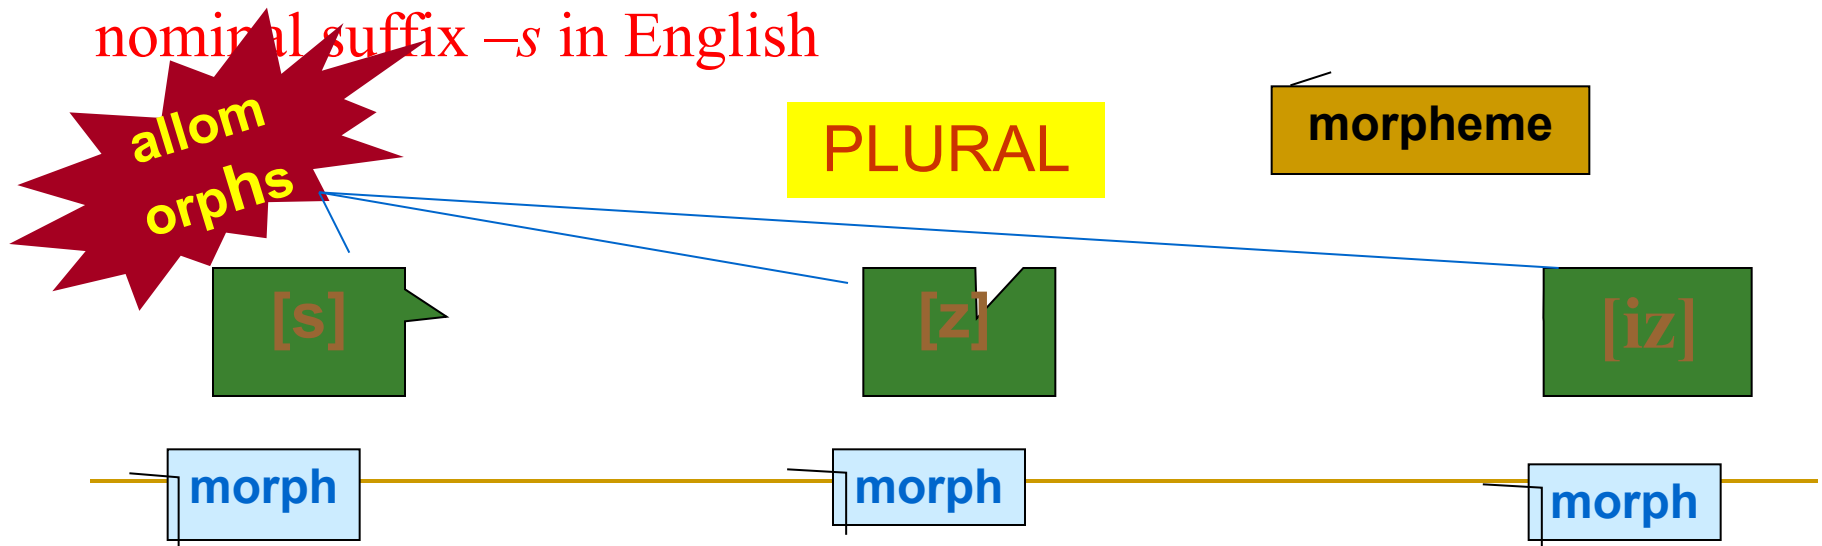 nominal suffix –s in English
allom
orphs
PLURAL
morpheme
[s]
[z]
[iz]
morph
morph
morph